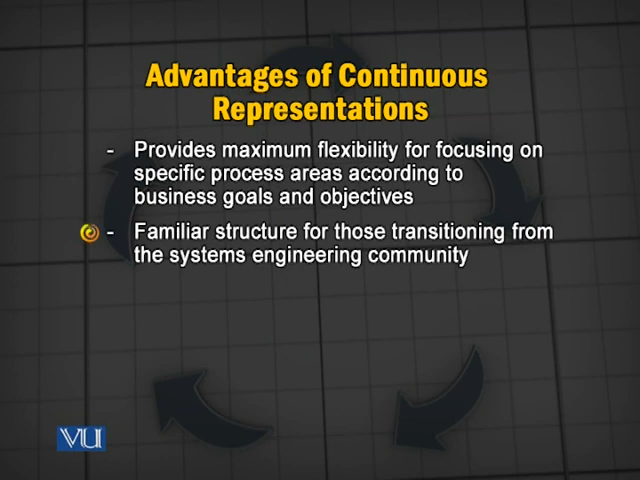 Advantages of Continuous
Representations
- Provides maximum flexibility for focusing on
specific process areas according to
business goals and objectives
- Familiar structure for those transitioning from
the systems engineering community
VU